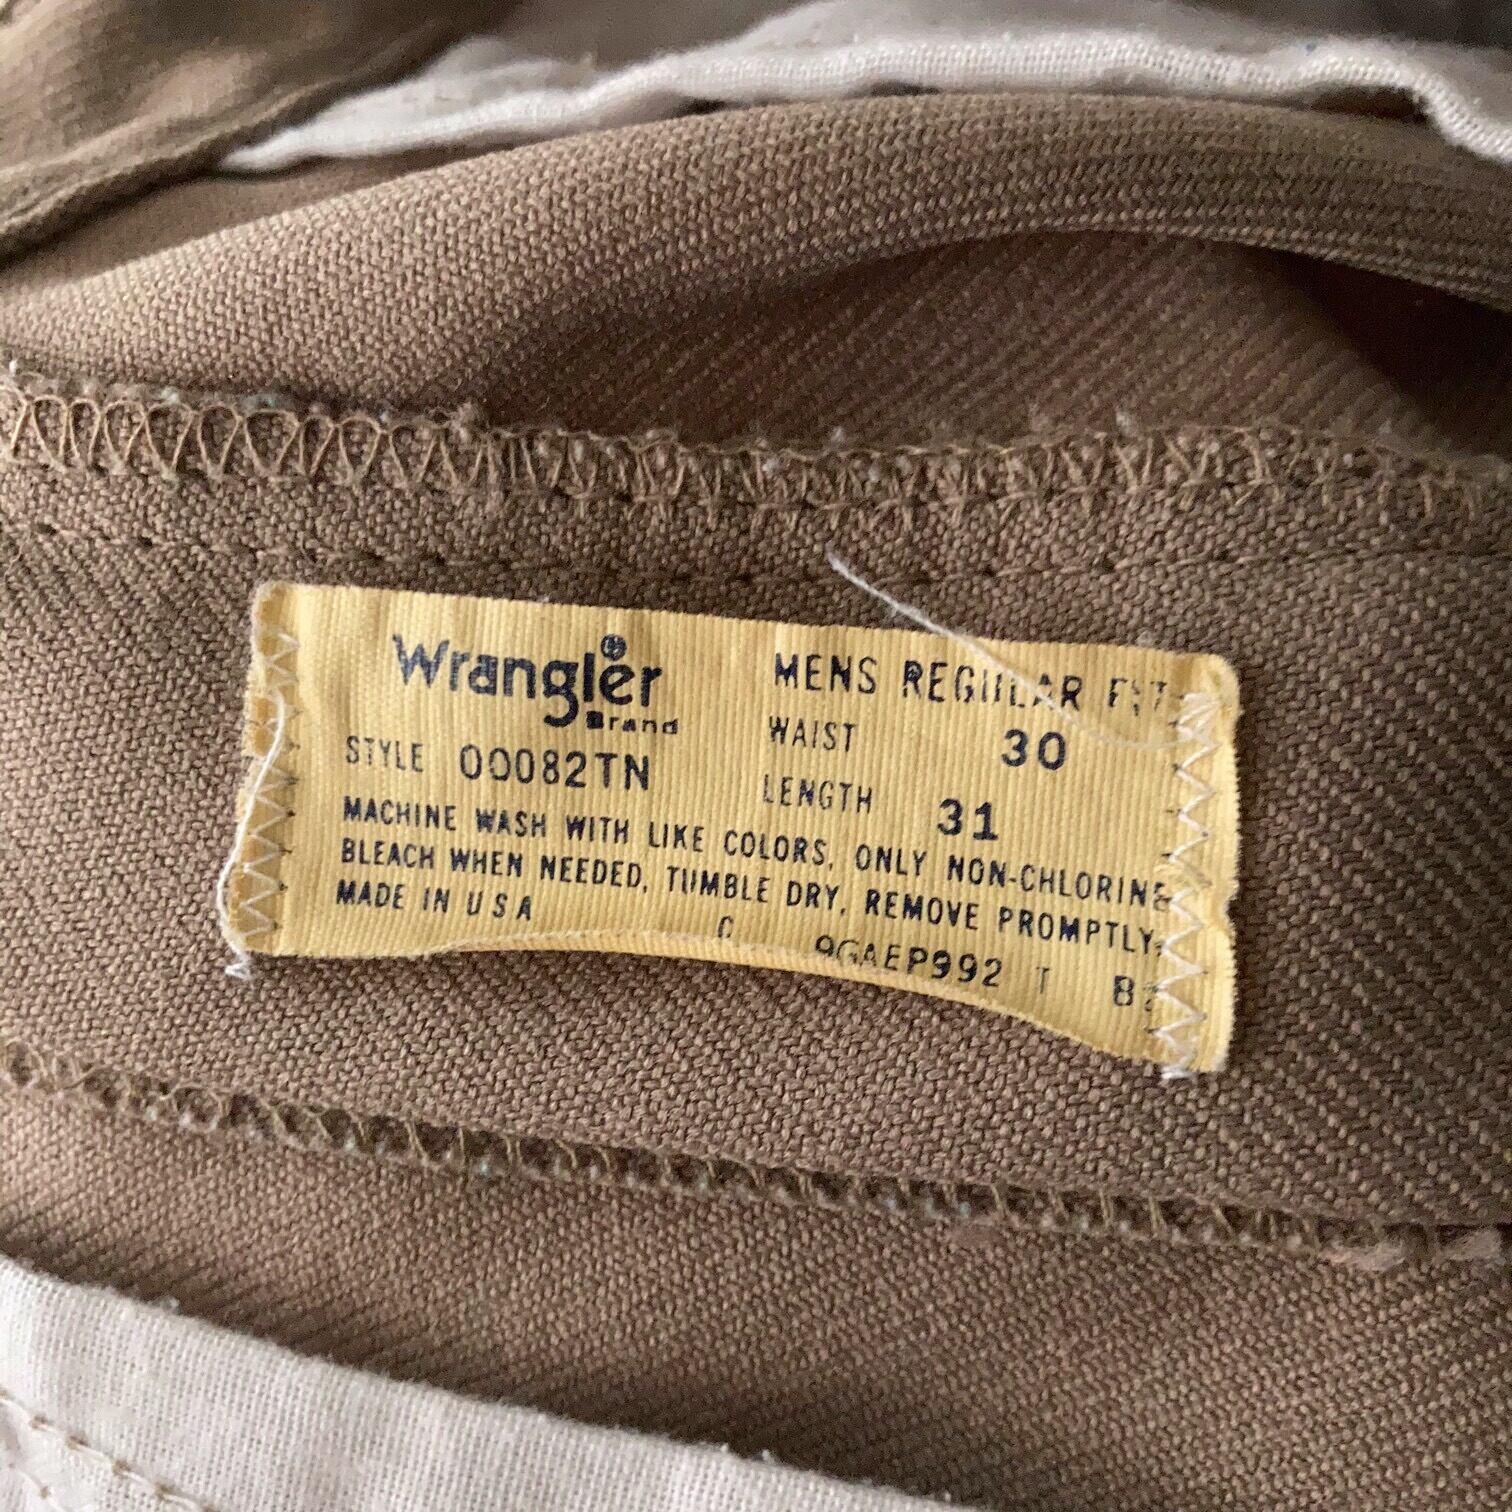 Wrangler
Brand
STYLE 00082TN
MENS REGULAR FIT
WAIST 30
LENGTH 31
MACHINE WASH WITH LIKE COLORS, ONLY NON-CHLORINE
BLEACH WHEN NEEDED, TUMBLE DRY, REMOVE PROMPTLY.
MADE IN U S A C 9GAEP992 T